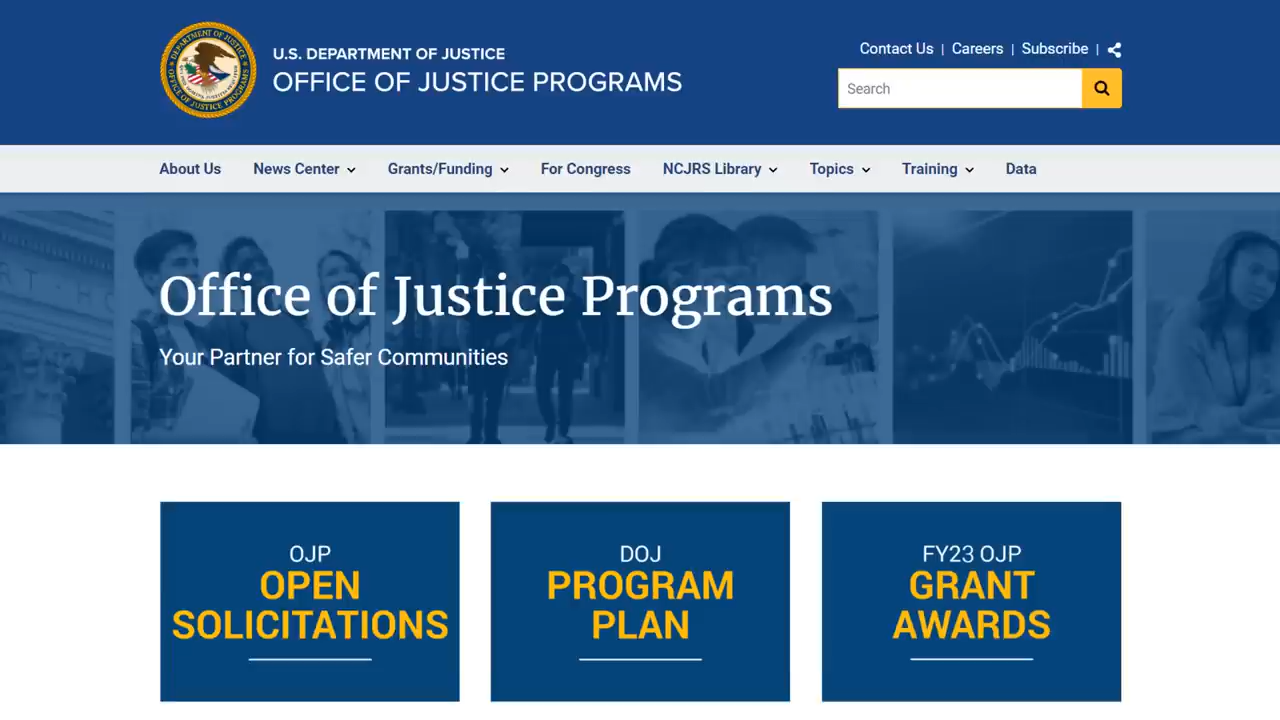 U.S. DEPARTMENT OF JUSTICE
OFFICE OF JUSTICE PROGRAMS
Contact Us | Careers | Subscribe |
Search
About Us News Center Grants/Funding For Congress NCJRS Library Topics Training Data
Office of Justice Programs
Your Partner for Safer Communities
OJP
OPEN
SOLICITATIONS
DOJ
PROGRAM
PLAN
FY23 OJP
GRANT
AWARDS